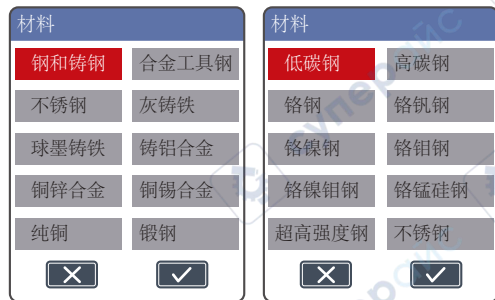 材料
钢和铸钢 合金工具钢
不锈钢 灰铸铁
球墨铸铁 铸铝合金
铜锌合金 铜锡合金
纯铜 锻钢
材料
低碳钢 高碳钢
铬钢 铬钒钢
铬镍钢 铬钼钢
铬镍钼钢 铬锰硅钢
超高强度钢 不锈钢